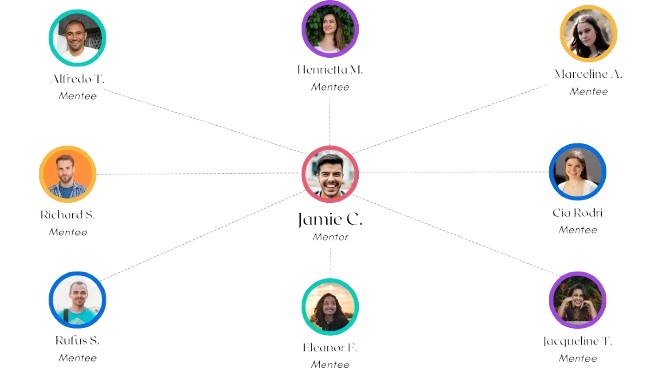 Alfredo T.
Mentee
Henrietta M.
Mentee
Marceline A.
Mentee
Richard S.
Mentee
Jamie C.
Mentor
Cia Rodri
Mentee
Rufus S.
Mentee
Eleanor F.
Mentee
Jacqueline T.
Mentee